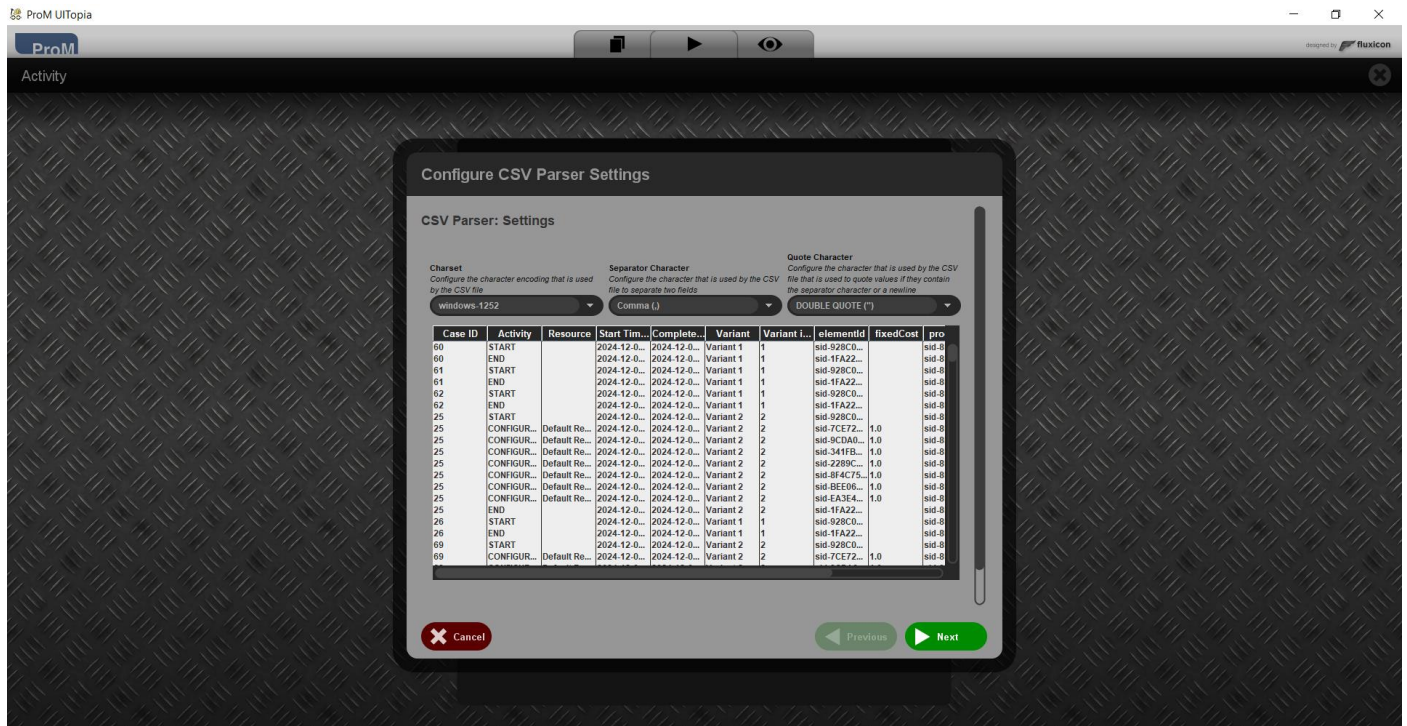 ProM UITopia
ProM
designed by fluxicon
Activity
Configure CSV Parser Settings
CSV Parser: Settings
Charset
Configure the character encoding that is used
by the CSV file
windows-1252
Separator Character
Configure the character that is used by the CSV
file to separate two fields
Comma (,)
Quote Character
Configure the character that is used by the CSV
file that is used to quote values if they contain
the separator character or a newline
DOUBLE QUOTE (")
Case ID Activity Resource Start Tim... Complete... Variant Variant i... elementId fixedCost pro
60 START 2024-12-0... 2024-12-0... Variant 1 1 sid-928C0... sid-8
60 END 2024-12-0... 2024-12-0... Variant 1 1 sid-1FA22... sid-8
61 START 2024-12-0... 2024-12-0... Variant 1 1 sid-928C0... sid-8
61 END 2024-12-0... 2024-12-0... Variant 1 1 sid-1FA22... sid-8
62 START 2024-12-0... 2024-12-0... Variant 1 1 sid-928C0... sid-8
62 END 2024-12-0... 2024-12-0... Variant 1 1 sid-1FA22... sid-8
25 START 2024-12-0... 2024-12-0... Variant 2 2 sid-928C0... sid-8
25 CONFIGUR... Default Re... 2024-12-0... 2024-12-0... Variant 2 2 sid-7CE72... 1.0 sid-8
25 CONFIGUR... Default Re... 2024-12-0... 2024-12-0... Variant 2 2 sid-9CDA0... 1.0 sid-8
25 CONFIGUR... Default Re... 2024-12-0... 2024-12-0... Variant 2 2 sid-341FB... 1.0 sid-8
25 CONFIGUR... Default Re... 2024-12-0... 2024-12-0... Variant 2 2 sid-2289C... 1.0 sid-8
25 CONFIGUR... Default Re... 2024-12-0... 2024-12-0... Variant 2 2 sid-8F4C75... 1.0 sid-8
25 CONFIGUR... Default Re... 2024-12-0... 2024-12-0... Variant 2 2 sid-BEE06... 1.0 sid-8
25 CONFIGUR... Default Re... 2024-12-0... 2024-12-0... Variant 2 2 sid-EA3E4... 1.0 sid-8
25 END 2024-12-0... 2024-12-0... Variant 2 2 sid-1FA22... sid-8
26 START 2024-12-0... 2024-12-0... Variant 1 1 sid-928C0... sid-8
26 END 2024-12-0... 2024-12-0... Variant 1 1 sid-1FA22... sid-8
69 START 2024-12-0... 2024-12-0... Variant 2 2 sid-928C0... sid-8
69 CONFIGUR... Default Re... 2024-12-0... 2024-12-0... Variant 2 2 sid-7CE72... 1.0 sid-8
Cancel
Previous
Next